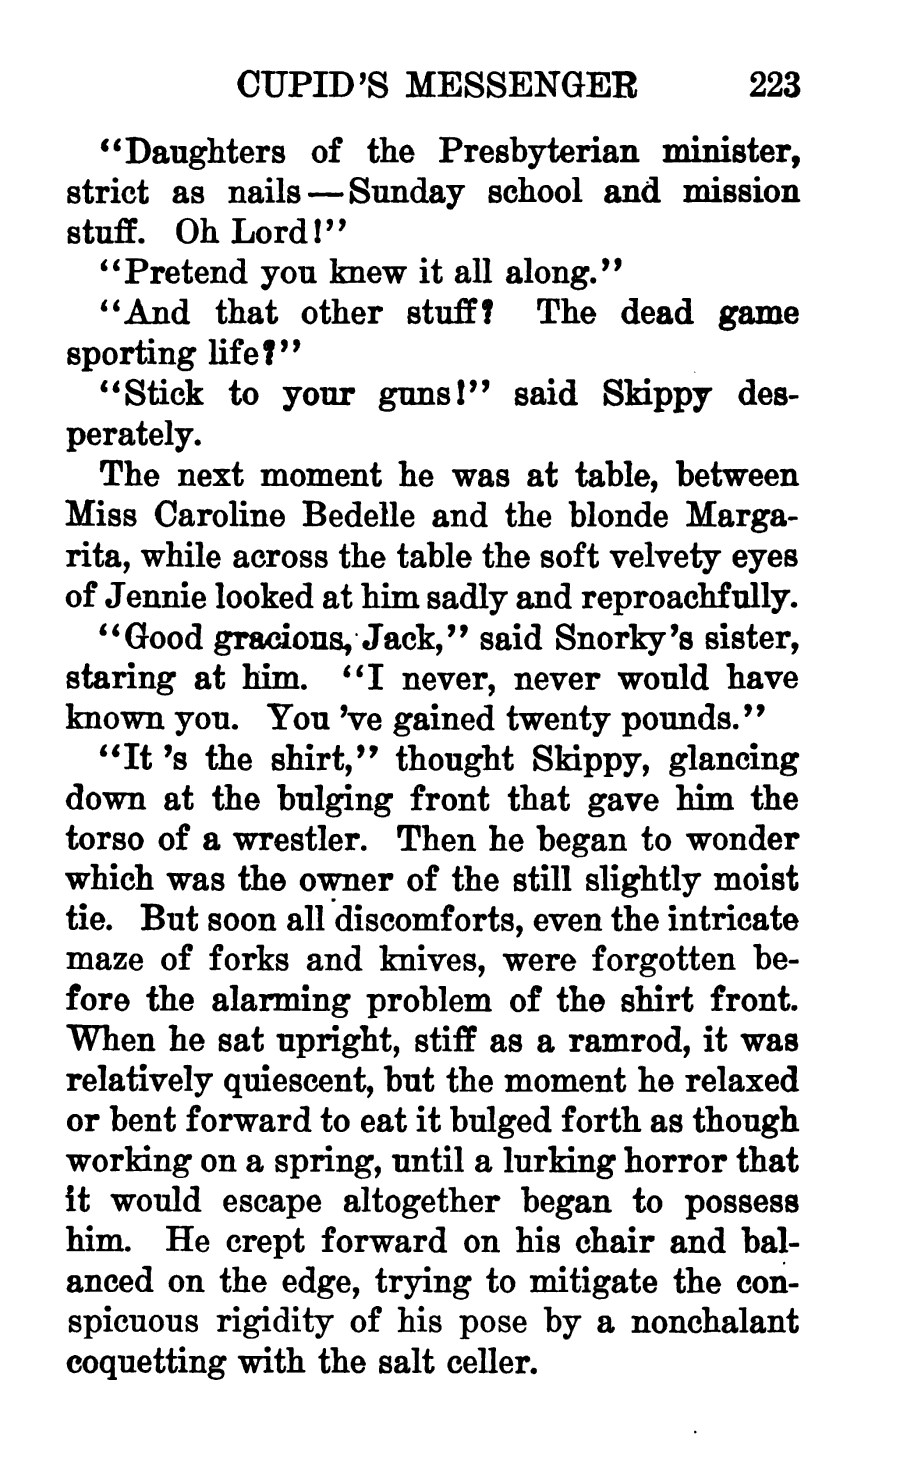 CUPID'S MESSENGER 223
“Daughters of the Presbyterian minister,
strict as nails—Sunday school and mission
stuff. Oh Lord!”
“Pretend you knew it all along.”
“And that other stuff? The dead game
sporting life?”
“Stick to your guns!” said Skippy des-
perately.
The next moment he was at table, between
Miss Caroline Bedelle and the blonde Marga-
rita, while across the table the soft velvety eyes
of Jennie looked at him sadly and reproachfully.
“Good gracious, Jack,” said Snorky's sister,
staring at him. “I never, never would have
known you. You 've gained twenty pounds.”
“It 's the shirt,” thought Skippy, glancing
down at the bulging front that gave him the
torso of a wrestler. Then he began to wonder
which was the owner of the still slightly moist
tie. But soon all discomforts, even the intricate
maze of forks and knives, were forgotten be-
fore the alarming problem of the shirt front.
When he sat upright, stiff as a ramrod, it was
relatively quiescent, but the moment he relaxed
or bent forward to eat it bulged forth as though
working on a spring, until a lurking horror that
it would escape altogether began to possess
him. He crept forward on his chair and bal-
anced on the edge, trying to mitigate the con-
spicuous rigidity of his pose by a nonchalant
coquetting with the salt celler.